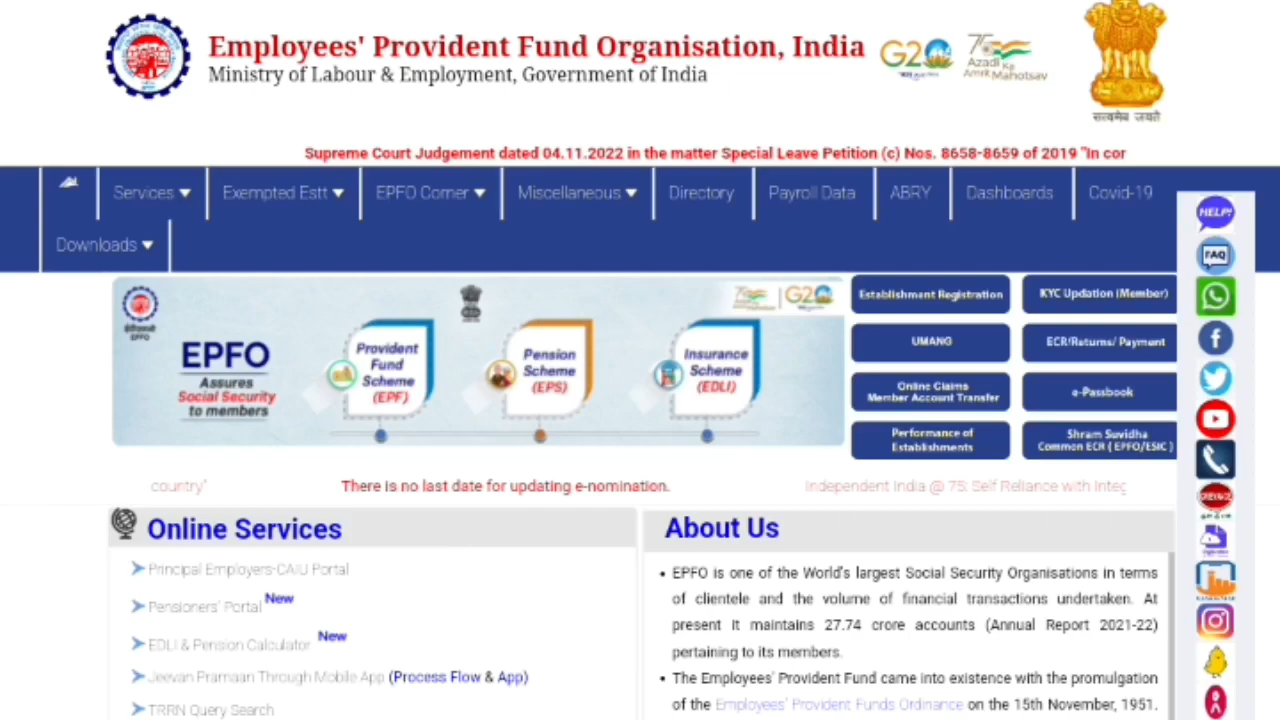 Employees' Provident Fund Organisation, India
Ministry of Labour & Employment, Government of India
G20
75
Azadi Ka
Amrit Mahotsav
सत्यमेव जयते
Supreme Court Judgement dated 04.11.2022 in the matter Special Leave Petition (c) Nos. 8658-8659 of 2019 "In cor
Services
Exempted Estt
EPFO Corner
Miscellaneous
Directory
Payroll Data
ABRY
Dashboards
Covid-19
Downloads
HELP!
FAQ
EPFO
EPFO
Assures
Social Security
to members
Provident
Fund
Scheme
(EPF)
Pension
Scheme
(EPS)
Insurance
Scheme
(EDLI)
G20
Establishment Registration
KYC Updation (Member)
UMANG
ECR/Returns/ Payment
Online Claims
Member Account Transfer
e-Passbook
Performance of
Establishments
Shram Suvidha
Common ECR ( EPFO/ESIC )
country"
There is no last date for updating e-nomination.
Independent India @ 75: Self Reliance with Integ
Online Services
Principal Employers-CAIU Portal
Pensioners' Portal New
EDLI & Pension Calculator New
Jeevan Pramaan Through Mobile App (Process Flow & App)
TRRN Query Search
About Us
• EPFO is one of the World's largest Social Security Organisations in terms
of clientele and the volume of financial transactions undertaken. At
present it maintains 27.74 crore accounts (Annual Report 2021-22)
pertaining to its members.
• The Employees' Provident Fund came into existence with the promulgation
of the Employees' Provident Funds Ordinance on the 15th November, 1951.